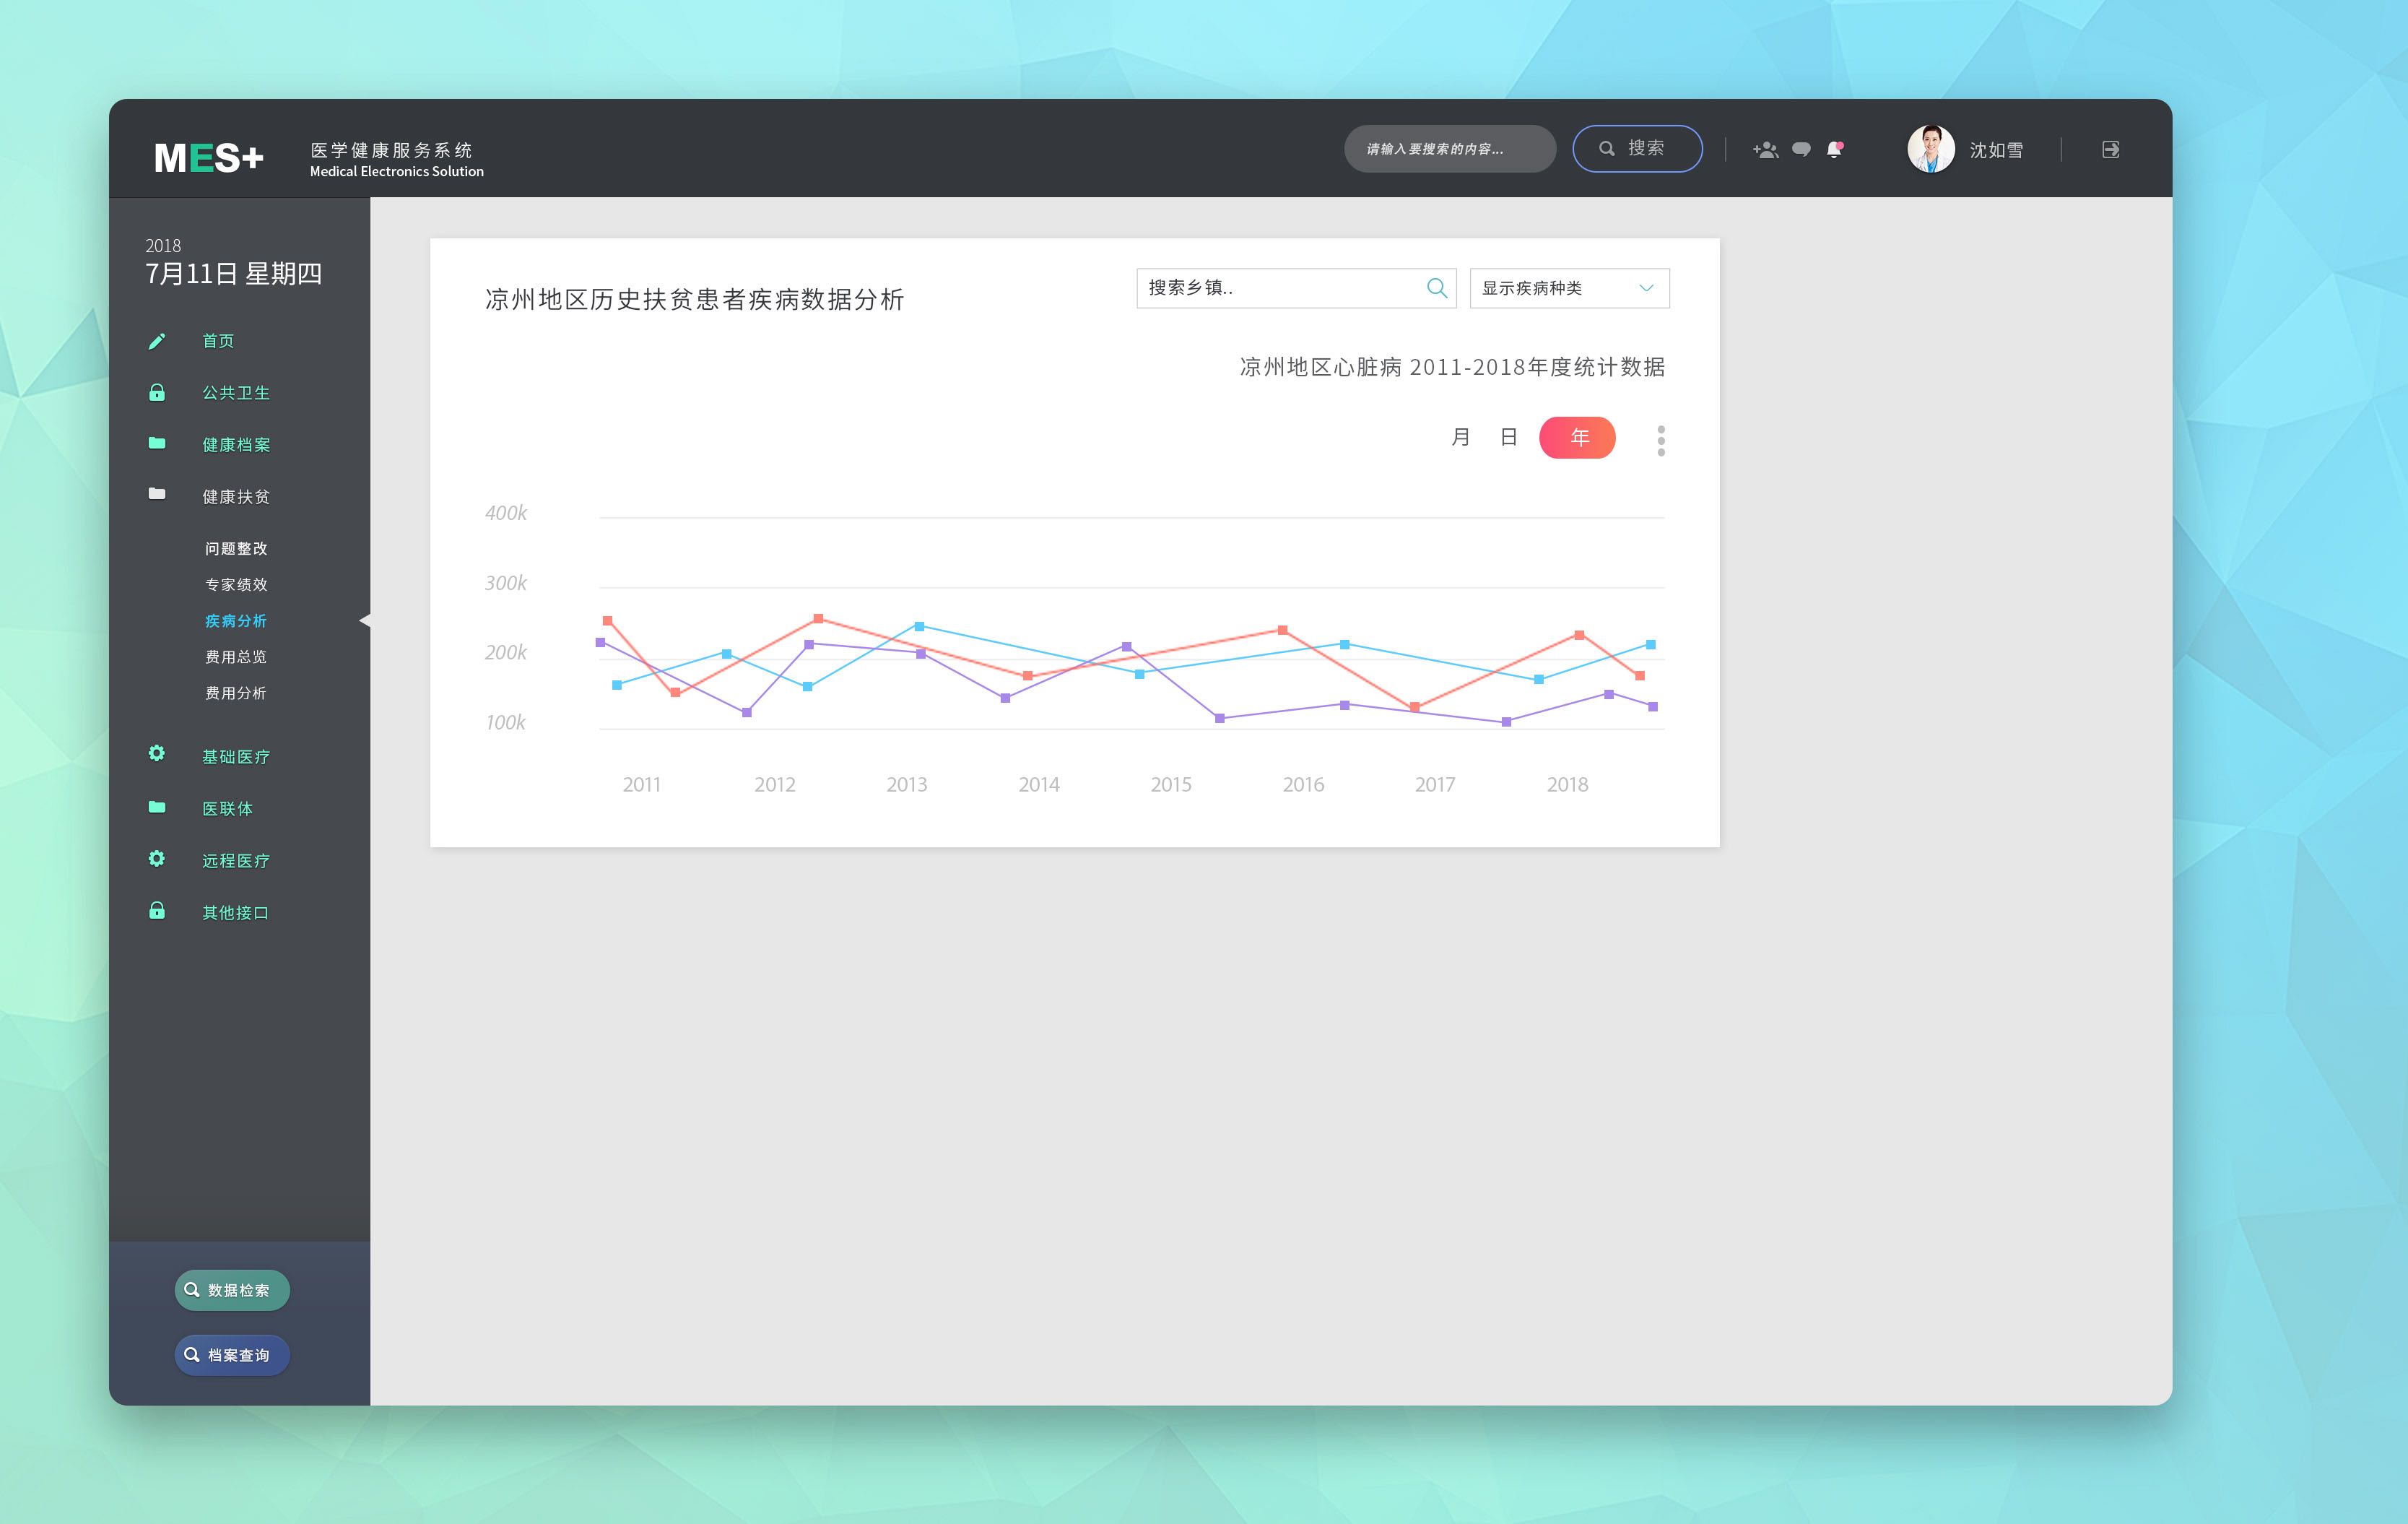 MES+
医学健康服务系统
Medical Electronics Solution
请输入要搜索的内容...
搜索
沈如雪
2018
7月11日 星期四
首页
公共卫生
健康档案
健康扶贫
问题整改
专家绩效
疾病分析
费用总览
费用分析
基础医疗
医联体
远程医疗
其他接口
数据检索
档案查询
凉州地区历史扶贫患者疾病数据分析
搜索乡镇..
显示疾病种类
凉州地区心脏病 2011-2018年度统计数据
月 日 年
400k
300k
200k
100k
2011 2012 2013 2014 2015 2016 2017 2018